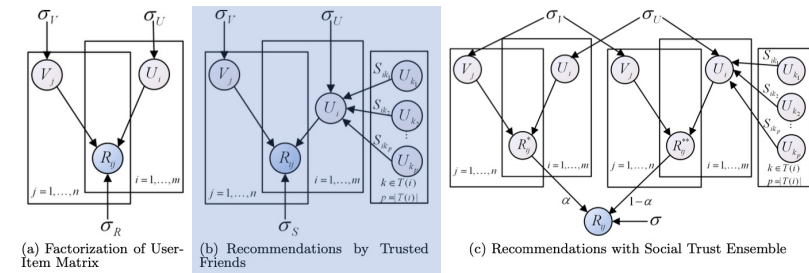 σ_V
σ_U
V_j
U_i
R_ij
j = 1,...,n
i = 1,...,m
σ_R
(a) Factorization of User-
Item Matrix
σ_V
σ_U
V_j
U_i
S_ik₁
U_k₁
S_ik₂
U_k₂
⋮
S_ikₚ
U_kₚ
R_ij
j = 1,...,n
i = 1,...,m
k ∈ T(i)
p = |T(i)|
σ_S
(b) Recommendations by Trusted
Friends
σ_V
σ_U
V_j
U_i
V_j
U_i
S_ik₁
U_k₁
S_ik₂
U_k₂
⋮
S_ikₚ
U_kₚ
R*_ij
R**_ij
j = 1,...,n
i = 1,...,m
j = 1,...,n
i = 1,...,m
k ∈ T(i)
p = |T(i)|
α
1−α
R_ij
σ
(c) Recommendations with Social Trust Ensemble